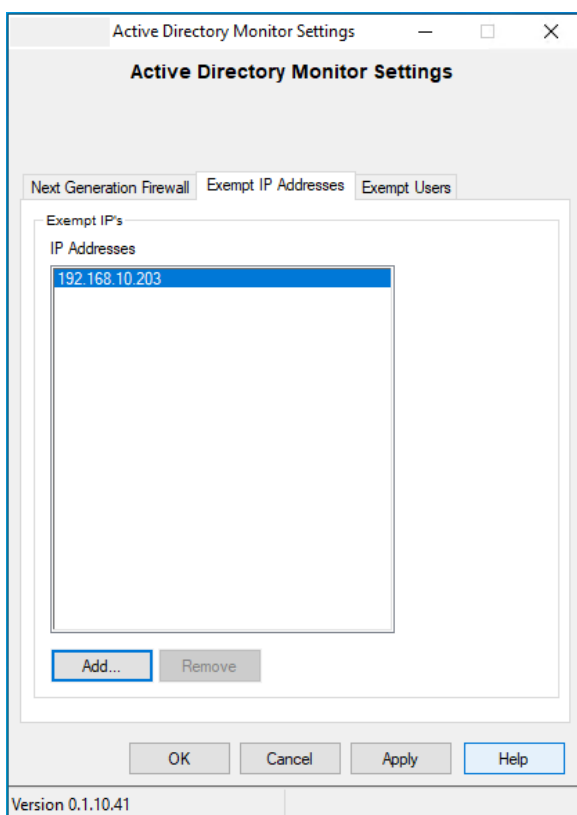 Active Directory Monitor Settings
Active Directory Monitor Settings
Next Generation Firewall Exempt IP Addresses Exempt Users
Exempt IP's
IP Addresses
192.168.10.203
Add... Remove
OK Cancel Apply Help
Version 0.1.10.41